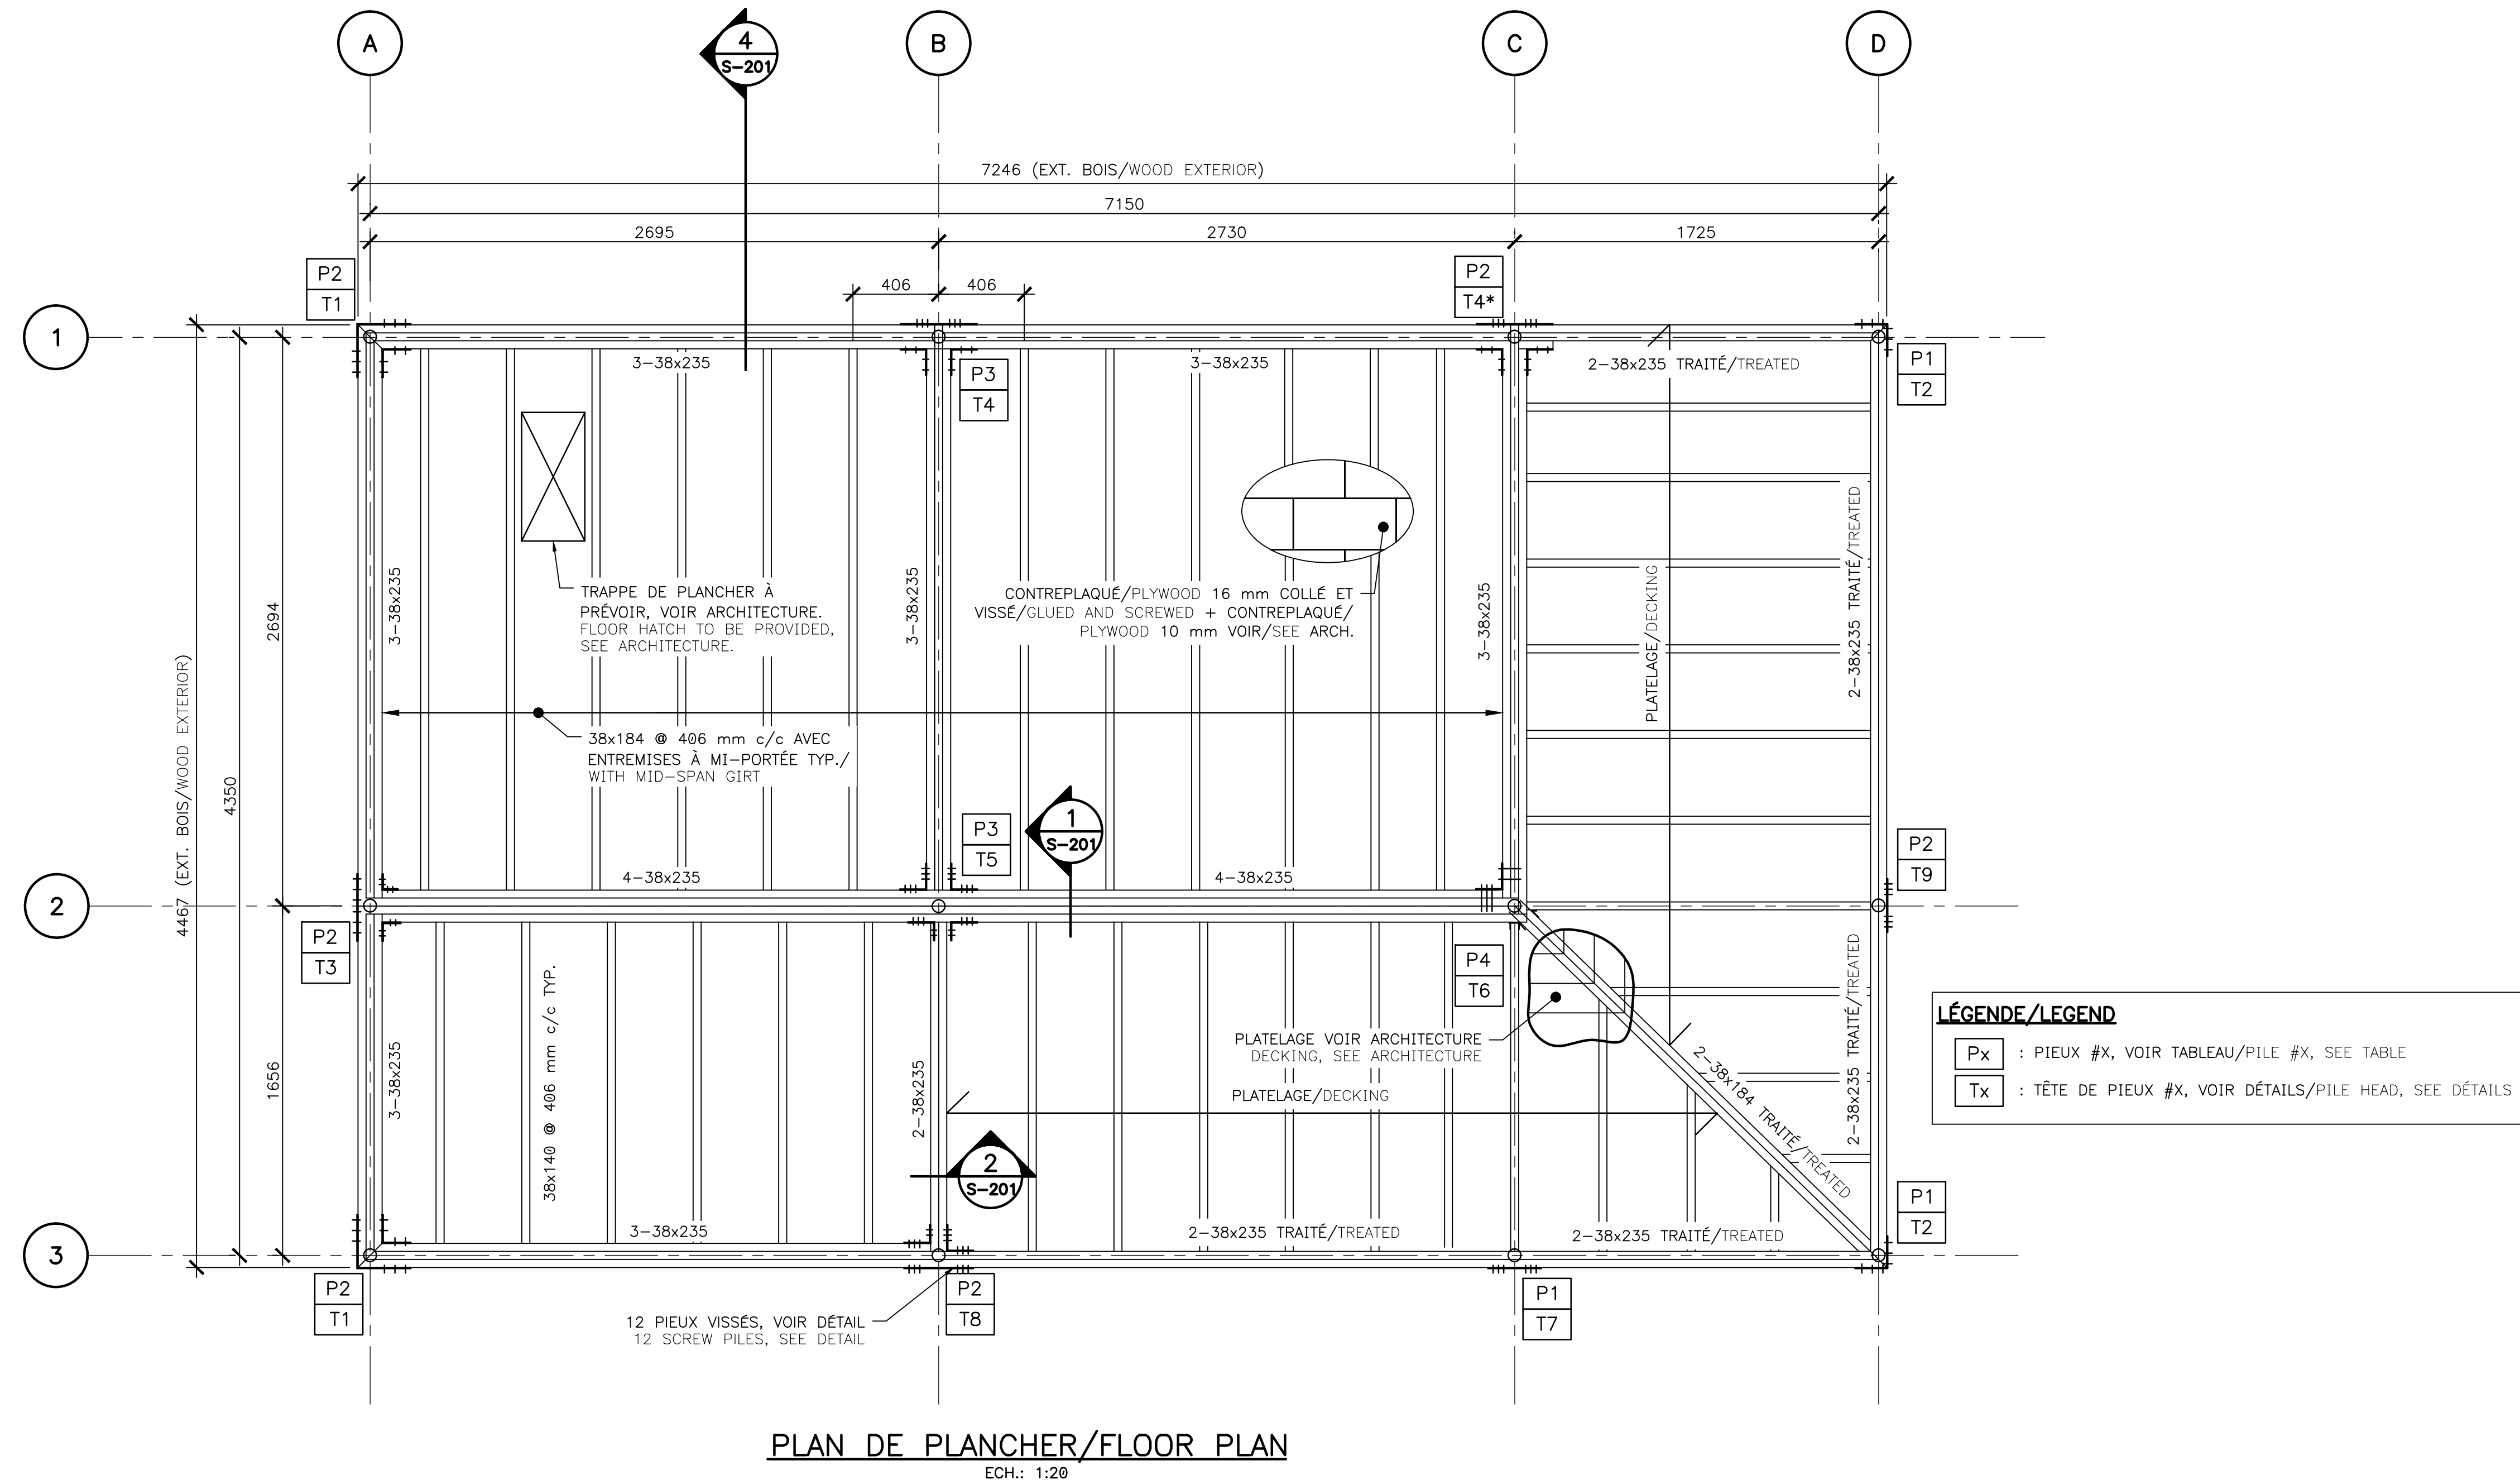 A
4
S-201
B
C
D
7246 (EXT. BOIS/WOOD EXTERIOR)
7150
2695
2730
1725
406
406
P2
T1
P2
T4*
1
3-38x235
P3
T4
3-38x235
2-38x235 TRAITÉ/TREATED
P1
T2
4467 (EXT. BOIS/WOOD EXTERIOR)
4350
2694
3-38x235
3-38x235
3-38x235
TRAPPE DE PLANCHER À
PRÉVOIR, VOIR ARCHITECTURE.
FLOOR HATCH TO BE PROVIDED,
SEE ARCHITECTURE.
CONTREPLAQUÉ/PLYWOOD 16 mm COLLÉ ET
VISSÉ/GLUED AND SCREWED + CONTREPLAQUÉ/
PLYWOOD 10 mm VOIR/SEE ARCH.
PLATELAGE/DECKING
2-38x235 TRAITÉ/TREATED
38x184 @ 406 mm c/c AVEC
ENTREMISES À MI-PORTÉE TYP./
WITH MID-SPAN GIRT
P3
T5
1
S-201
P2
T9
4-38x235
4-38x235
2
P2
T3
P4
T6
1656
3-38x235
38x140 @ 406 mm c/c TYP.
2-38x235
PLATELAGE VOIR ARCHITECTURE
DECKING, SEE ARCHITECTURE
PLATELAGE/DECKING
2-38x184 TRAITÉ/TREATED
2-38x235 TRAITÉ/TREATED
LÉGENDE/LEGEND
Px : PIEUX #X, VOIR TABLEAU/PILE #X, SEE TABLE
Tx : TÊTE DE PIEUX #X, VOIR DÉTAILS/PILE HEAD, SEE DÉTAILS
2
S-201
P1
T2
3
3-38x235
2-38x235 TRAITÉ/TREATED
2-38x235 TRAITÉ/TREATED
P2
T1
P2
T8
P1
T7
12 PIEUX VISSÉS, VOIR DÉTAIL
12 SCREW PILES, SEE DETAIL
PLAN DE PLANCHER/FLOOR PLAN
ECH.: 1:20